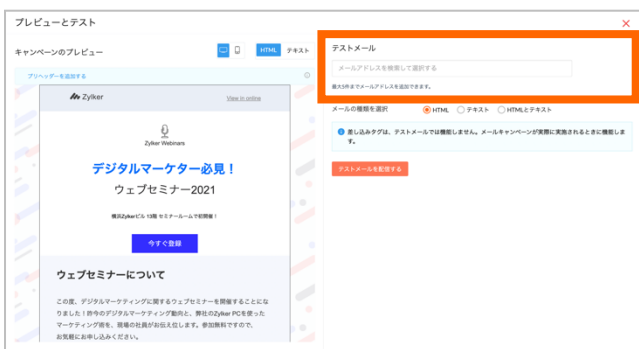 プレビューとテスト
キャンペーンのプレビュー
HTML
テキスト
プリヘッダーを追加する
Zylker
View in online
Zylker Webinars
デジタルマーケター必見！
ウェブセミナー2021
横浜Zylkerビル 13階 セミナールームで初開催！
今すぐ登録
ウェブセミナーについて
この度、デジタルマーケティングに関するウェブセミナーを開催することにな
りました！昨今のデジタルマーケティング動向と、弊社のZylker PCを使った
マーケティング術を、現場の社員がお伝えします。参加無料ですので、
お気軽にお申し込みください。
テストメール
メールアドレスを検索して選択する
最大5件までメールアドレスを追加できます。
メールの種類を選択
HTML
テキスト
HTMLとテキスト
差し込みタグは、テストメールでは機能しません。メールキャンペーンが実際に実施されるときに機能しま
す。
テストメールを配信する